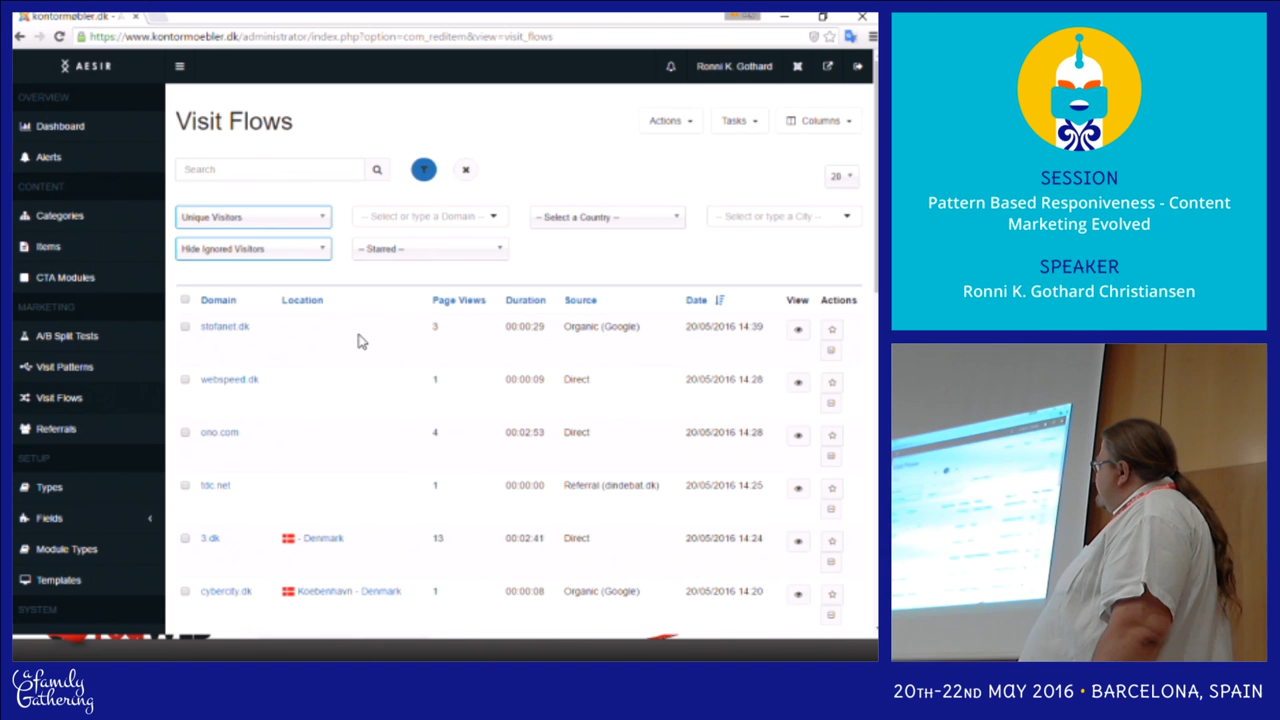 kontormøbler.dk - A
https://www.kontormoebler.dk/administrator/index.php?option=com_reditem&view=visit_flows
AESIR
Ronni K. Gothard
OVERVIEW
Dashboard
Alerts
CONTENT
Categories
Items
CTA Modules
MARKETING
A/B Split Tests
Visit Patterns
Visit Flows
Referrals
SETUP
Types
Fields
Module Types
Templates
SYSTEM
Visit Flows
Actions
Tasks
Columns
Search
20
Unique Visitors
-- Select or type a Domain --
-- Select a Country --
-- Select or type a City --
Hide Ignored Visitors
-- Starred --
Domain Location Page Views Duration Source Date View Actions
stofanet.dk 3 00:00:29 Organic (Google) 20/05/2016 14:39
webspeed.dk 1 00:00:09 Direct 20/05/2016 14:28
ono.com 4 00:02:53 Direct 20/05/2016 14:28
tdc.net 1 00:00:00 Referral (dindebat.dk) 20/05/2016 14:25
3.dk - Denmark 13 00:02:41 Direct 20/05/2016 14:24
cybercity.dk Koebenhavn - Denmark 1 00:00:08 Organic (Google) 20/05/2016 14:20
SESSION
Pattern Based Responiveness - Content
Marketing Evolved
SPEAKER
Ronni K. Gothard Christiansen
a family
Gathering
20TH-22ND MAY 2016 • BARCELONA, SPAIN